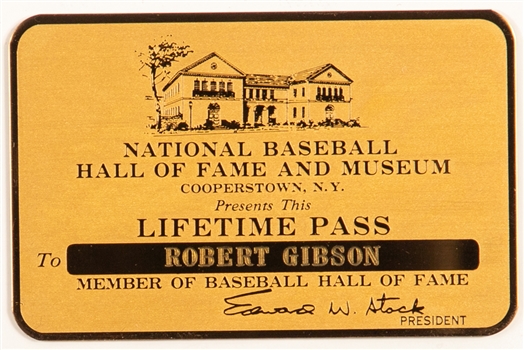 NATIONAL BASEBALL
HALL OF FAME AND MUSEUM
COOPERSTOWN, N.Y.
Presents This
LIFETIME PASS
To ROBERT GIBSON
MEMBER OF BASEBALL HALL OF FAME
Edward W. Stack
PRESIDENT